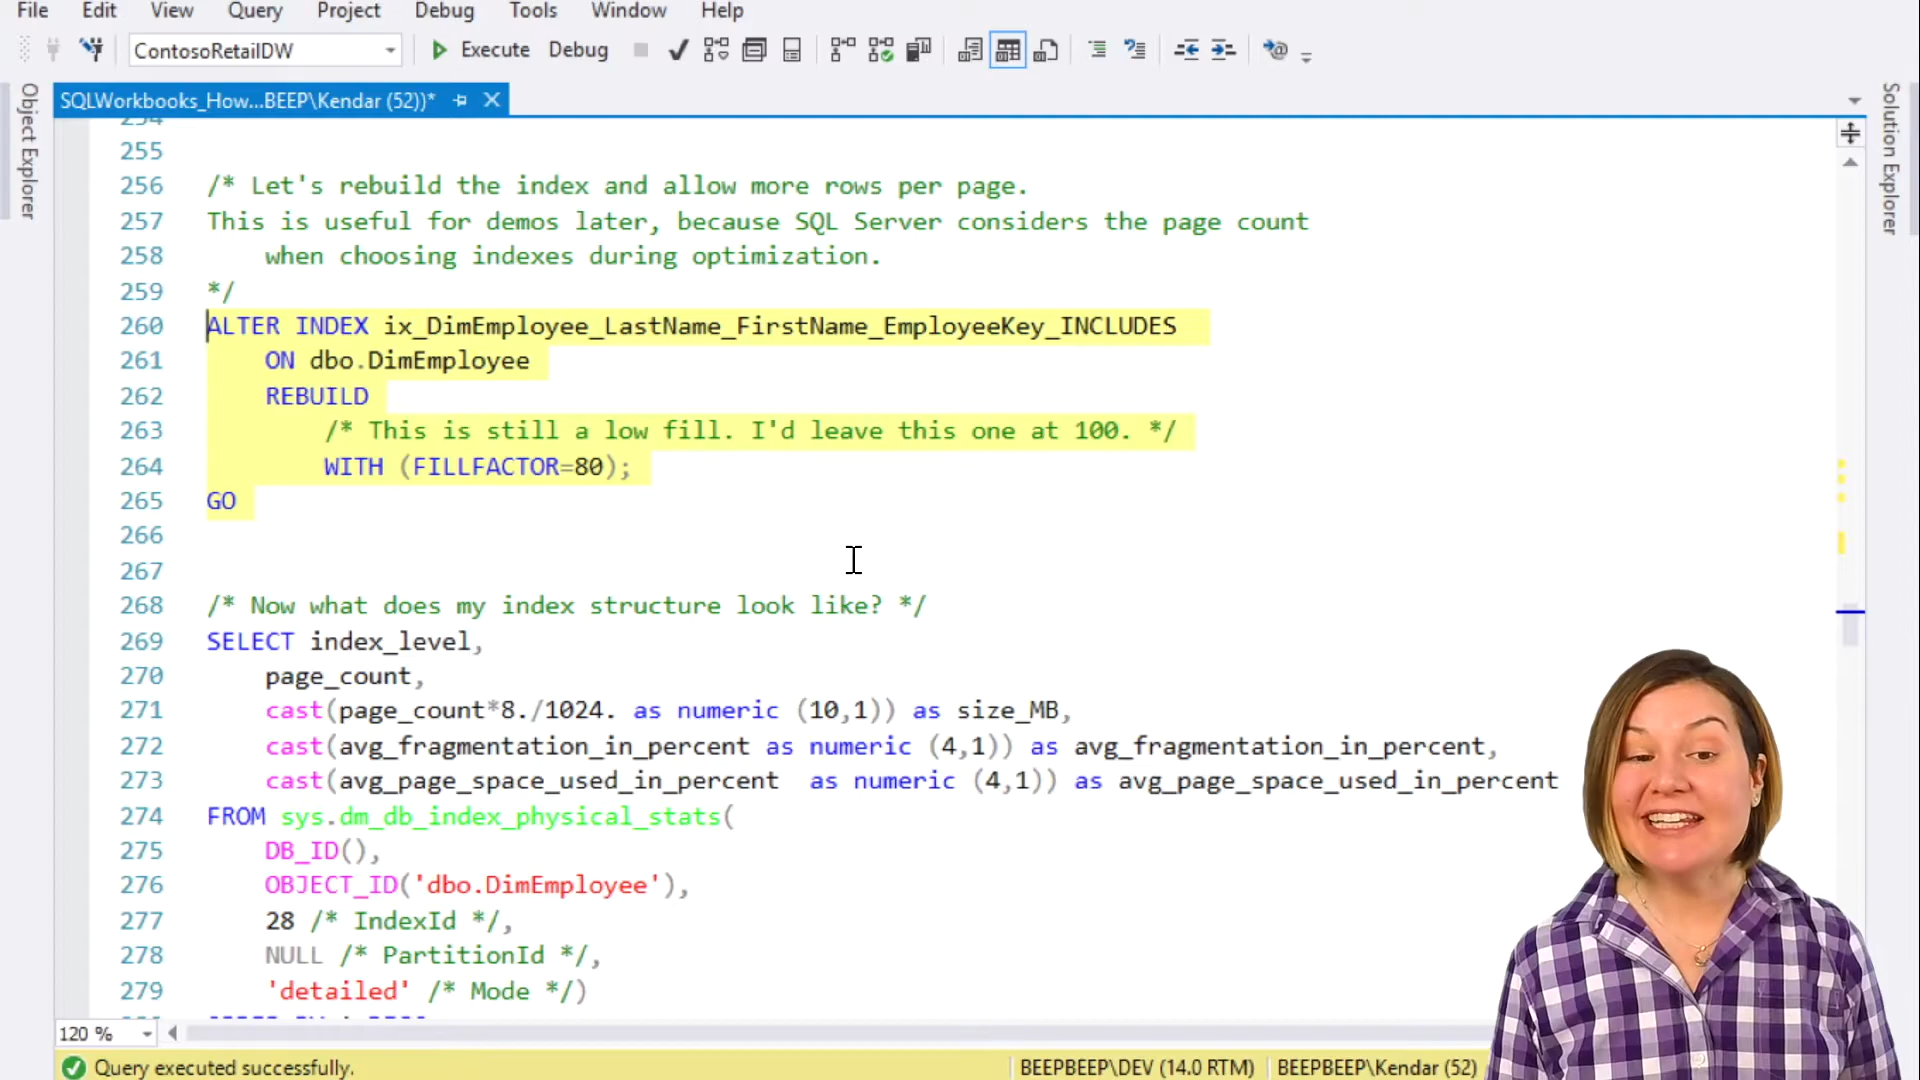 File Edit View Query Project Debug Tools Window Help
ContosoRetailDW Execute Debug
Object Explorer
Solution Explorer
SQLWorkbooks_How...BEEP\Kendar (52))*
254
255
256 /* Let's rebuild the index and allow more rows per page.
257 This is useful for demos later, because SQL Server considers the page count
258 when choosing indexes during optimization.
259 */
260 ALTER INDEX ix_DimEmployee_LastName_FirstName_EmployeeKey_INCLUDES
261 ON dbo.DimEmployee
262 REBUILD
263 /* This is still a low fill. I'd leave this one at 100. */
264 WITH (FILLFACTOR=80);
265 GO
266
267
268 /* Now what does my index structure look like? */
269 SELECT index_level,
270 page_count,
271 cast(page_count*8./1024. as numeric (10,1)) as size_MB,
272 cast(avg_fragmentation_in_percent as numeric (4,1)) as avg_fragmentation_in_percent,
273 cast(avg_page_space_used_in_percent  as numeric (4,1)) as avg_page_space_used_in_percent
274 FROM sys.dm_db_index_physical_stats(
275 DB_ID(),
276 OBJECT_ID('dbo.DimEmployee'),
277 28 /* IndexId */,
278 NULL /* PartitionId */,
279 'detailed' /* Mode */)
120 %
Query executed successfully. BEEPBEEP\DEV (14.0 RTM) BEEPBEEP\Kendar (52)